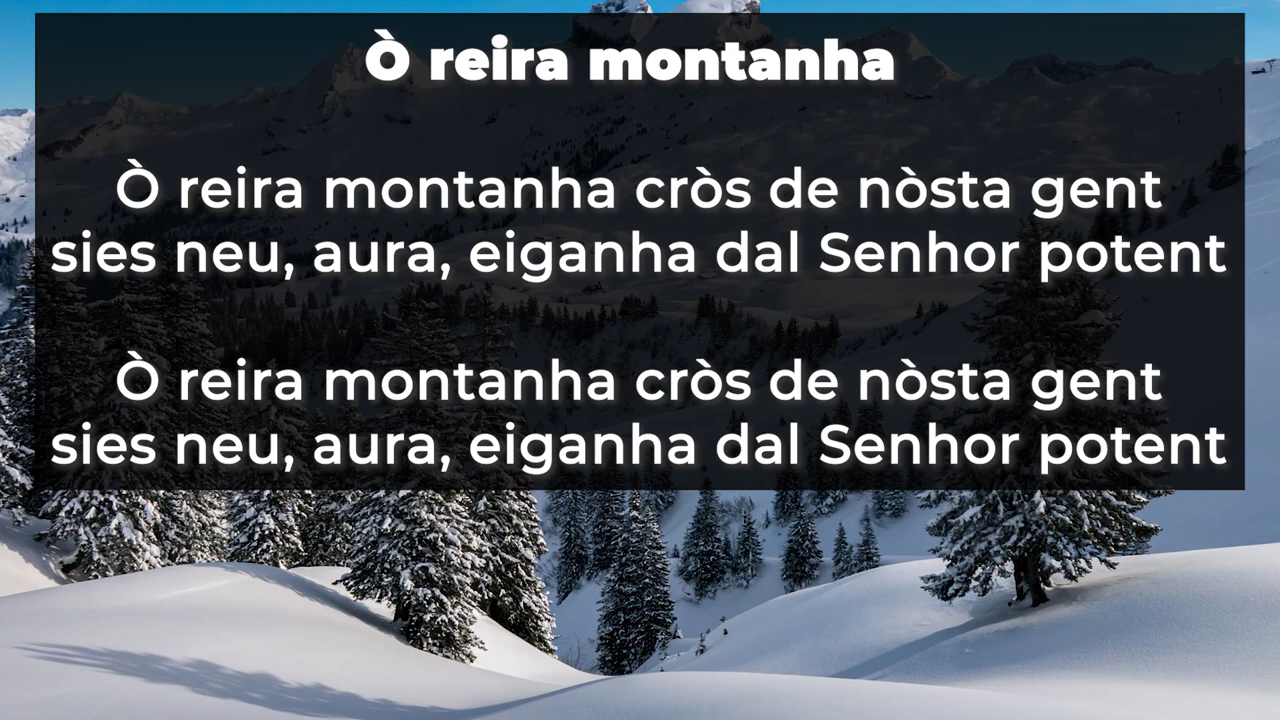 Ò reira montanha
Ò reira montanha cròs de nòsta gent
sies neu, aura, eiganha dal Senhor potent
Ò reira montanha cròs de nòsta gent
sies neu, aura, eiganha dal Senhor potent